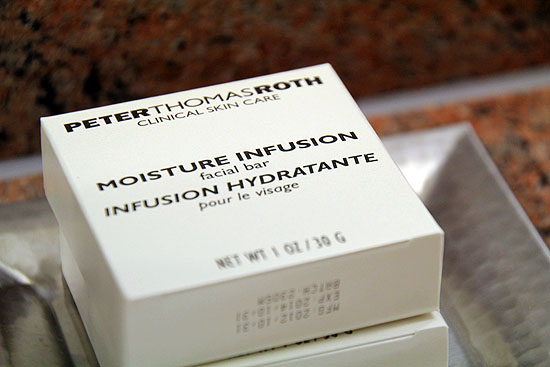 PETERTHOMASROTH
CLINICAL SKIN CARE
MOISTURE INFUSION
facial bar
INFUSION HYDRATANTE
pour le visage
NET WT 1 OZ/30 G